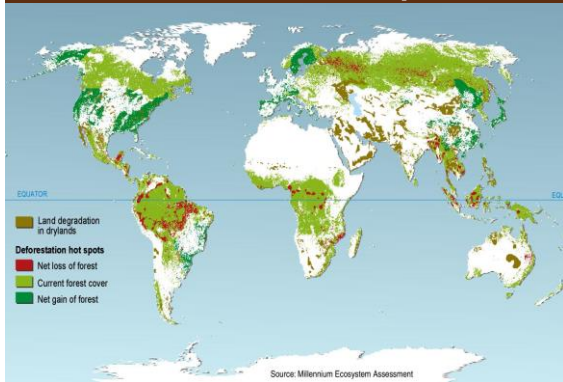 EQUATOR
EQU
Land degradation
in drylands
Deforestation hot spots
Net loss of forest
Current forest cover
Net gain of forest
Source: Millennium Ecosystem Assessment